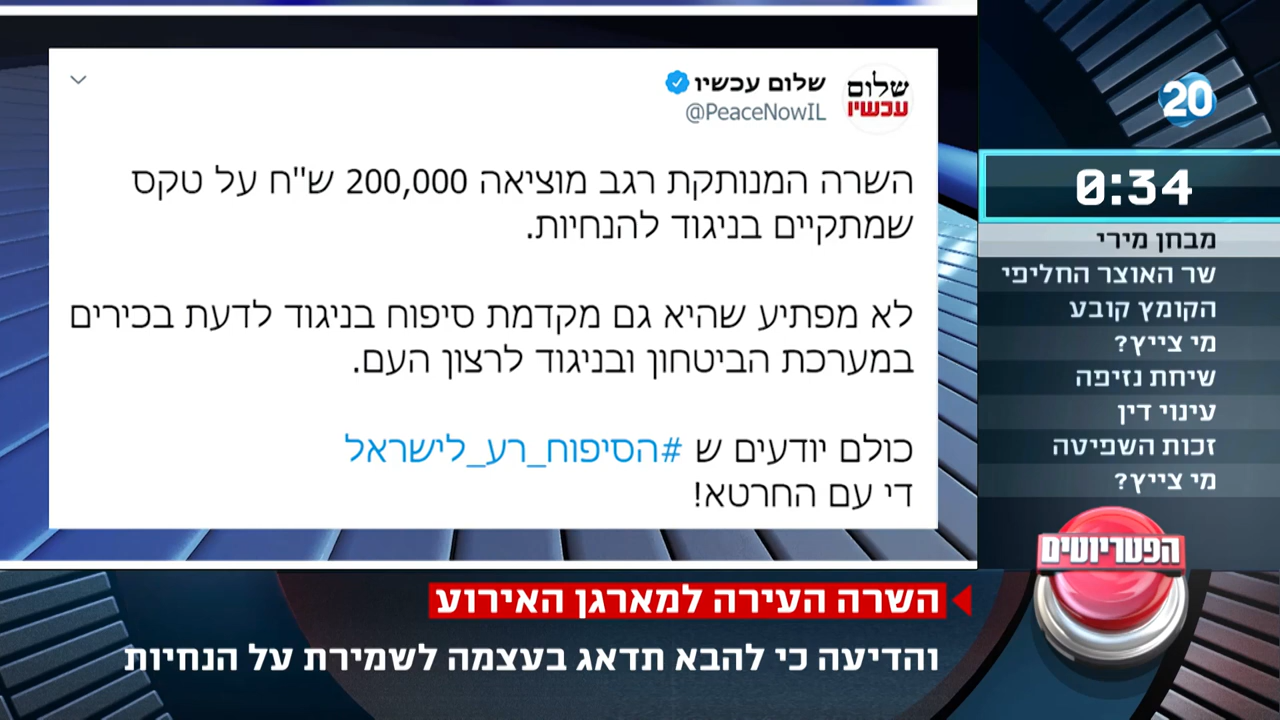 שלום עכשיו
@PeaceNowIL
שלום
עכשיו
השרה המנותקת רגב מוציאה 200,000 ש"ח על טקס
שמתקיים בניגוד להנחיות.
לא מפתיע שהיא גם מקדמת סיפוח בניגוד לדעת בכירים
במערכת הביטחון ובניגוד לרצון העם.
כולם יודעים ש #הסיפוח_רע_לישראל
די עם החרטא!
20
0:34
מבחן מירי
שר האוצר החליפי
הקומץ קובע
מי צייץ?
שיחת נזיפה
עינוי דין
זכות השפיטה
מי צייץ?
הפטריוטים
השרה העירה למארגן האירוע
והדיעה כי להבא תדאג בעצמה לשמירת על הנחיות